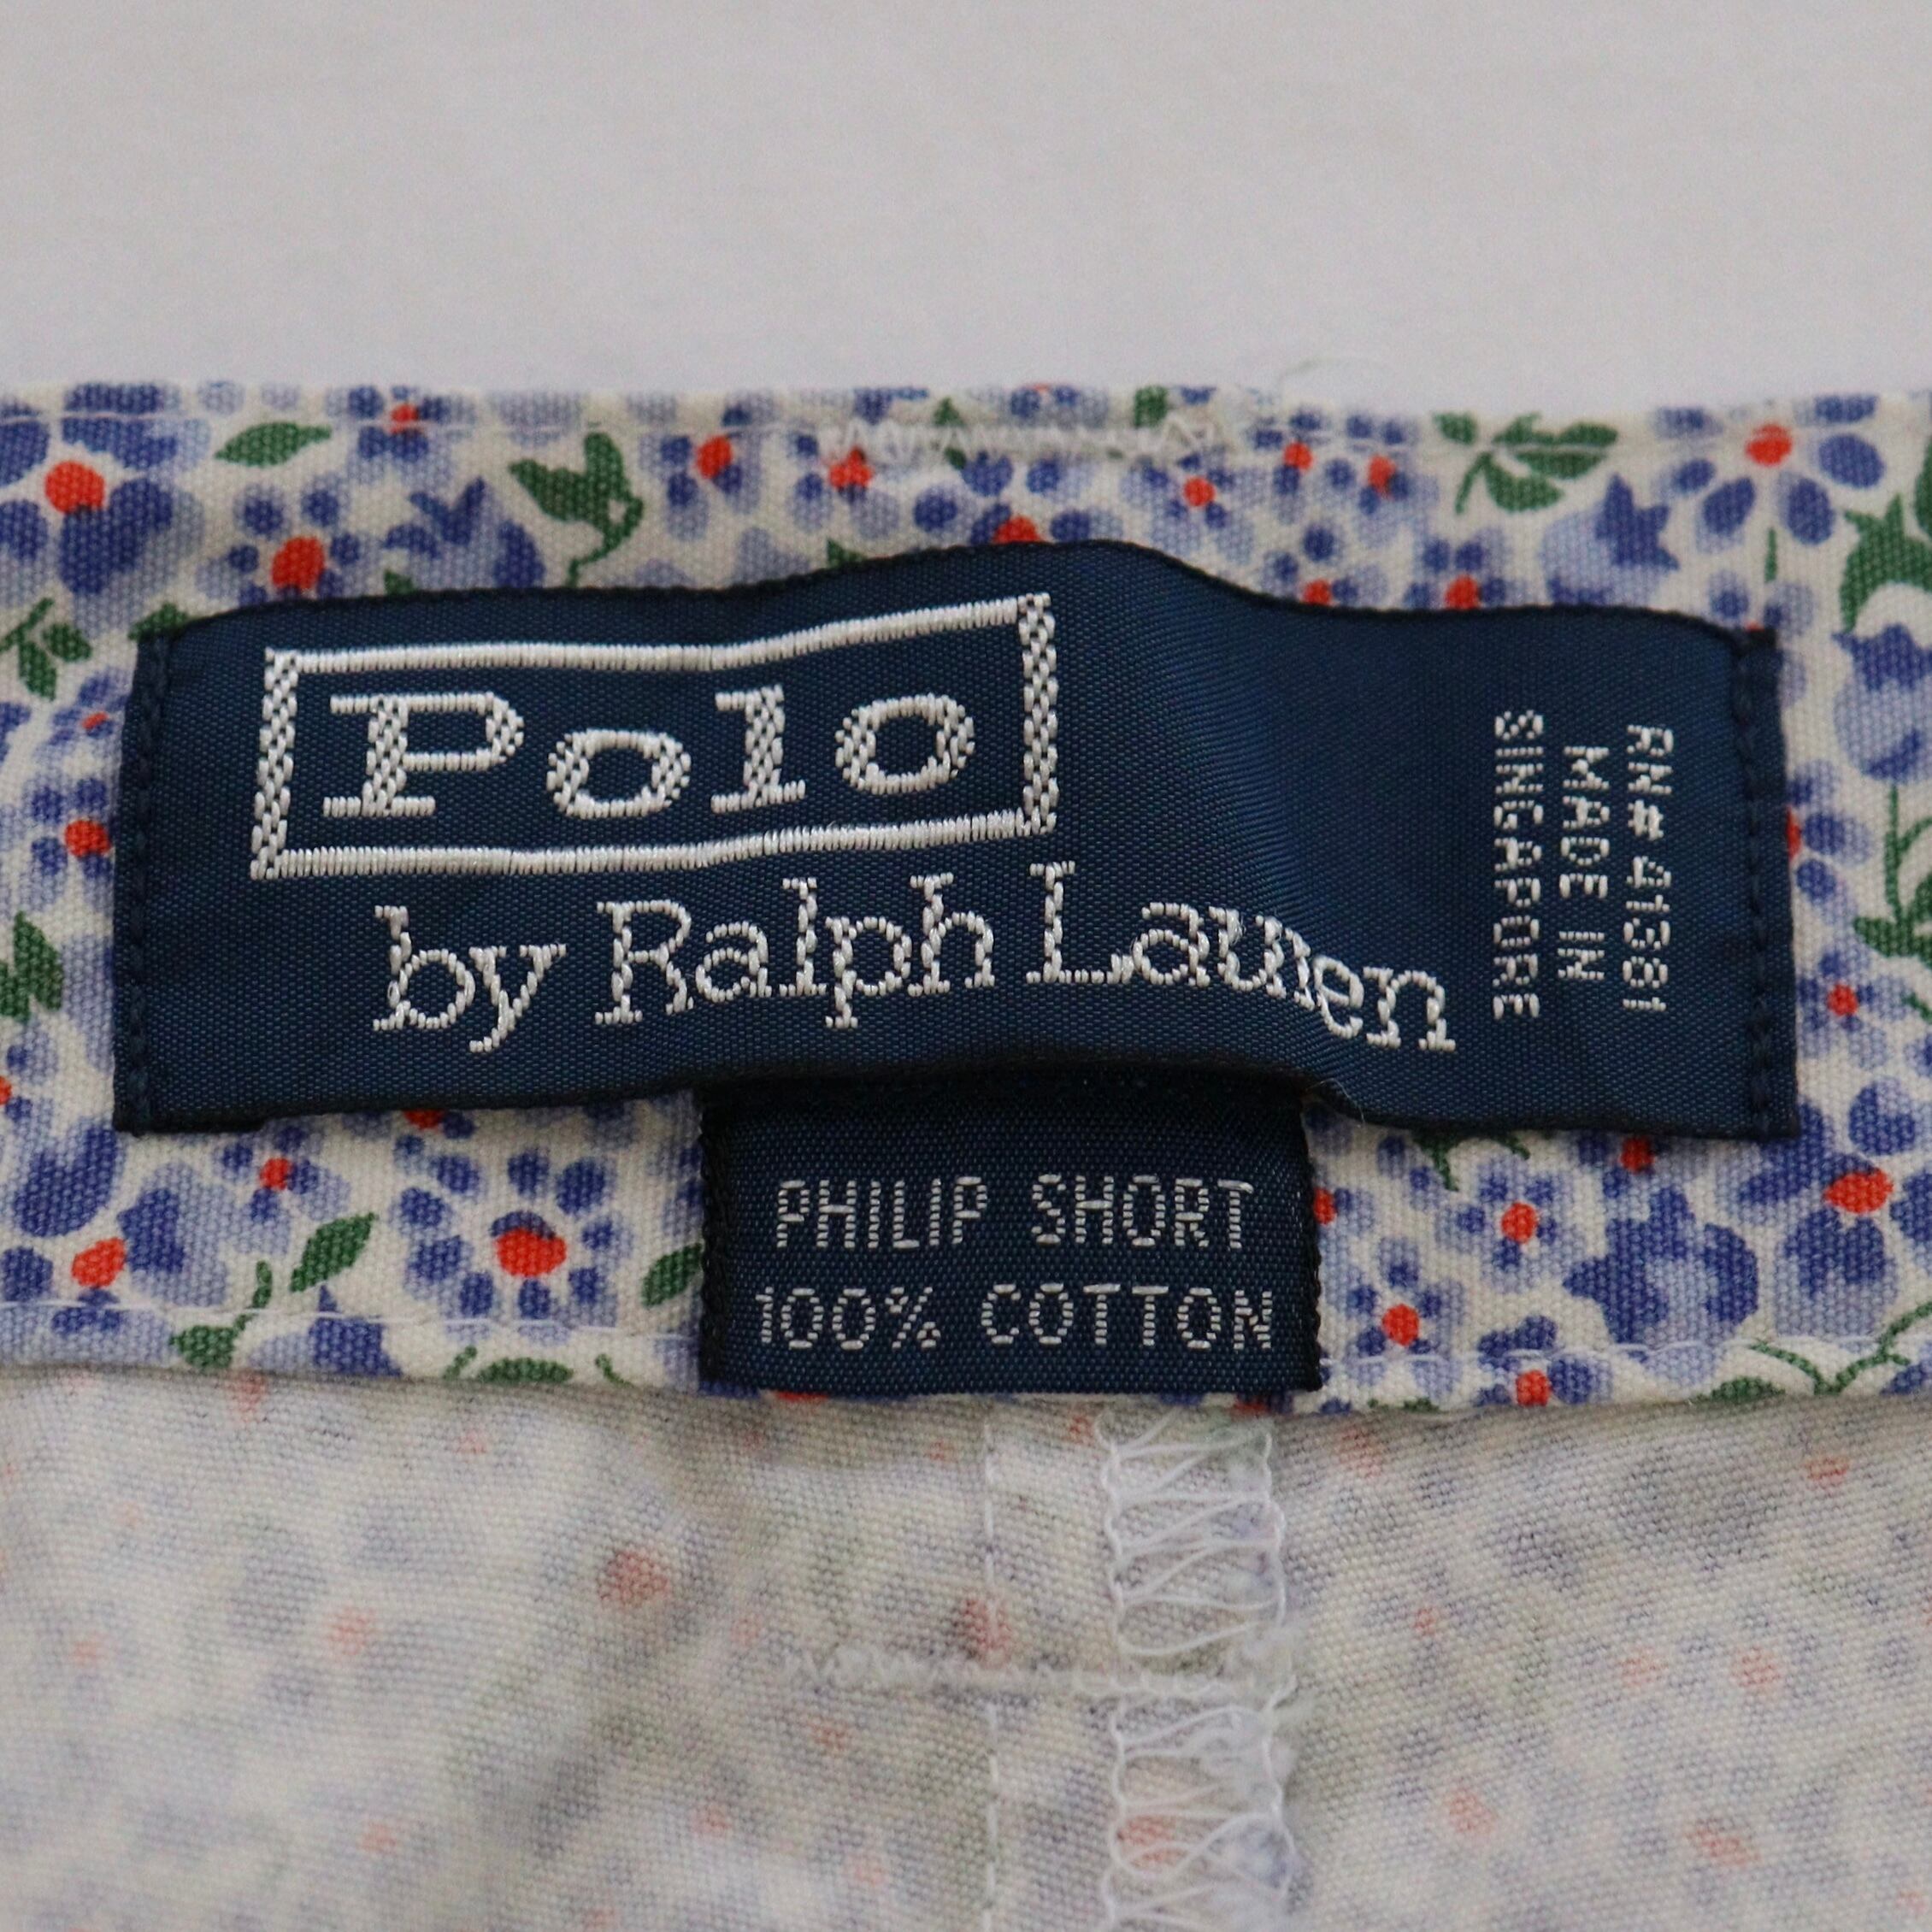 Polo
by Ralph Lauren
RN# 41381
MADE IN
SINGAPORE
PHILIP SHORT
100% COTTON